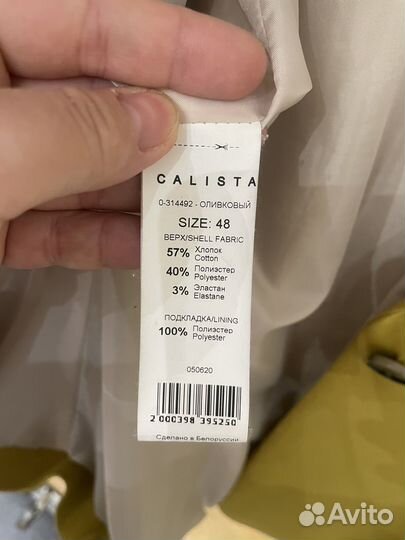 CALISTA
0-314492 - ОЛИВКОВЫЙ
SIZE: 48
ВЕРХ/SHELL FABRIC
57% Хлопок
Cotton
40% Полиэстер
Polyester
3% Эластан
Elastane
ПОДКЛАДКА/LINING
100% Полиэстер
Polyester
050620
2 000398 395250
Сделано в Белоруссии
Avito